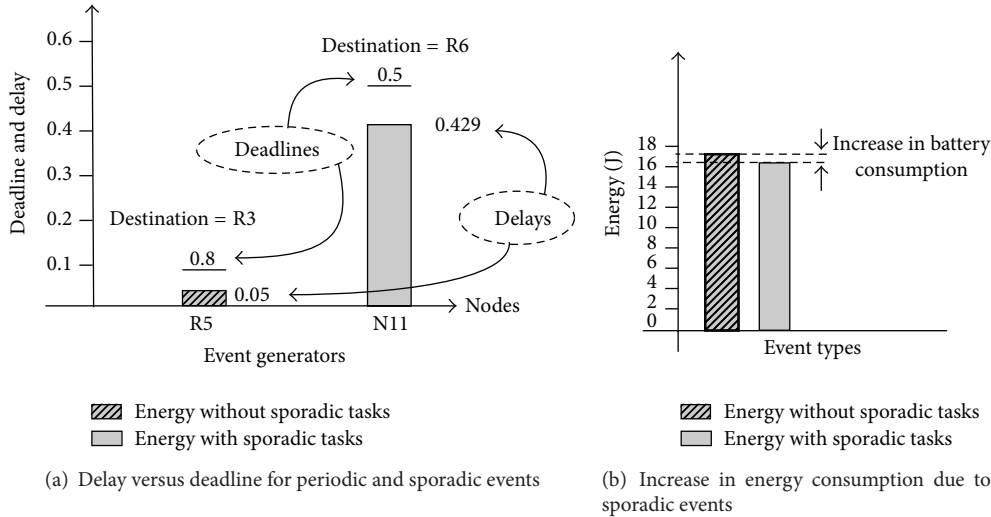 Deadline and delay
0.6
0.5
0.4
0.3
0.2
0.1
Destination = R6
0.5
0.429
Deadlines
Delays
Destination = R3
0.8
0.05
R5
N11
Nodes
Event generators
Energy without sporadic tasks
Energy with sporadic tasks
(a) Delay versus deadline for periodic and sporadic events
Energy (J)
18
16
14
12
10
8
6
4
2
0
Increase in battery
consumption
Event types
Energy without sporadic tasks
Energy with sporadic tasks
(b) Increase in energy consumption due to
sporadic events